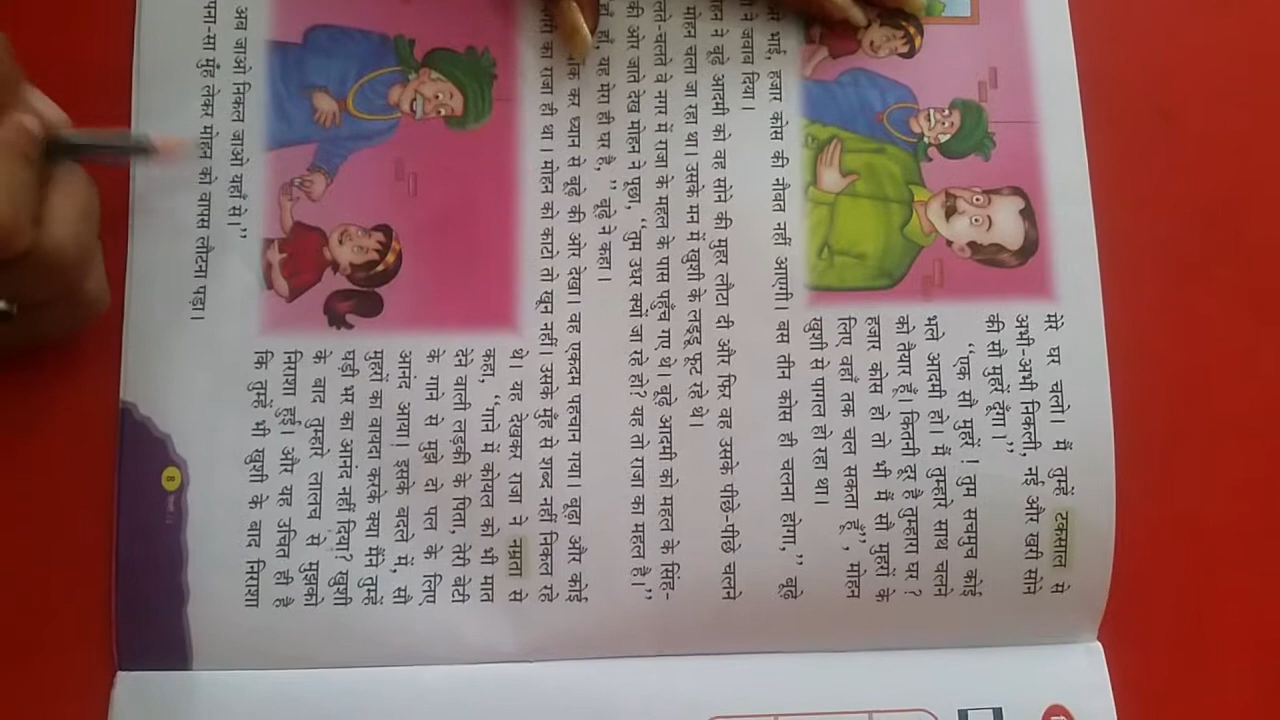 मेरे घर चलो। मैं तुम्हें टकसाल से
अभी-अभी निकली, नई और खरी सोने
की सौ मुहरें दूँगा।”
“एक सौ मुहरें ! तुम सचमुच कोई
भले आदमी हो। मैं तुम्हारे साथ चलने
को तैयार हूँ। कितनी दूर है तुम्हारा घर ?
हजार कोस हो तो भी मैं सौ मुहरों के
लिए वहाँ तक चल सकता हूँ”, मोहन
खुशी से पागल हो रहा था।
भाई, हजार कोस की नौबत नहीं आएगी। बस तीन कोस ही चलना होगा,” बूढ़े
ने जवाब दिया।
ने बूढ़े आदमी को वह सोने की मुहर लौटा दी और फिर वह उसके पीछे-पीछे चलने
मोहन चला जा रहा था। उसके मन में खुशी के लड्डू फूट रहे थे।
चलते-चलते वे नगर में राजा के महल के पास पहुँच गए थे। बूढ़े आदमी को महल के सिंह-
की ओर जाते देख मोहन ने पूछा, “तुम उधर क्यों जा रहे हो? यह तो राजा का महल है।”
हाँ, यह मेरा ही घर है,” बूढ़े ने कहा।
कर ध्यान से बूढ़े की ओर देखा। वह एकदम पहचान गया। बूढ़ा और कोई
का राजा ही था। मोहन को काटो तो खून नहीं। उसके मुँह से शब्द नहीं निकल रहे
थे। यह देखकर राजा ने नम्रता से
कहा, “गाने में कोयल को भी मात
देने वाली लड़की के पिता, तेरी बेटी
के गाने से मुझे तो पल के लिए
आनंद आया। इसके बदले में, सौ
मुहरों का वायदा करके क्या मैंने तुम्हें
घड़ी भर का आनंद नहीं दिया? खुशी
के बाद तुम्हारे लालच से मुझको
निराशा हुई। और यह उचित ही है
कि तुम्हें भी खुशी के बाद निराशा
अब जाओ निकल जाओ यहाँ से।”
अपना-सा मुँह लेकर मोहन को वापस लौटना पड़ा।
8